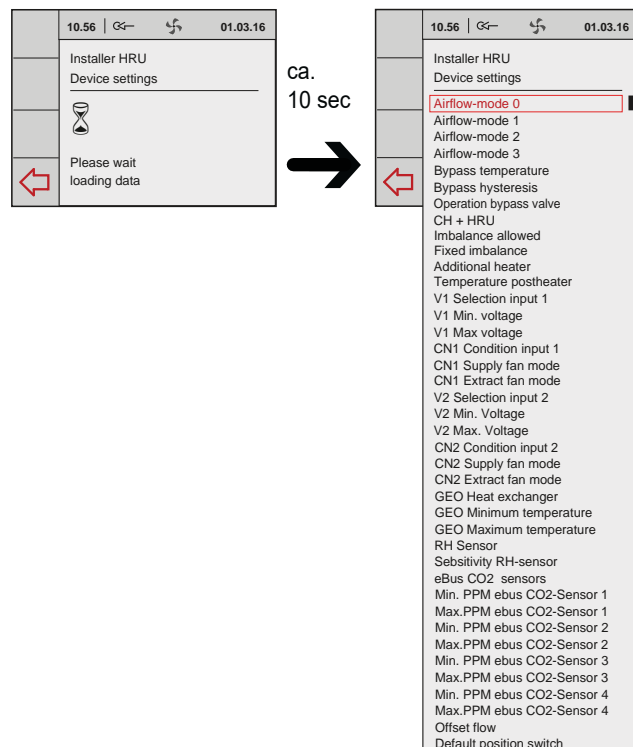 10.56 01.03.16
Installer HRU
Device settings
Please wait
loading data
ca.
10 sec
10.56 01.03.16
Installer HRU
Device settings
Airflow-mode 0
Airflow-mode 1
Airflow-mode 2
Airflow-mode 3
Bypass temperature
Bypass hysteresis
Operation bypass valve
CH + HRU
Imbalance allowed
Fixed imbalance
Additional heater
Temperature postheater
V1 Selection input 1
V1 Min. voltage
V1 Max voltage
CN1 Condition input 1
CN1 Supply fan mode
CN1 Extract fan mode
V2 Selection input 2
V2 Min. Voltage
V2 Max. Voltage
CN2 Condition input 2
CN2 Supply fan mode
CN2 Extract fan mode
GEO Heat exchanger
GEO Minimum temperature
GEO Maximum temperature
RH Sensor
Sebsitivity RH-sensor
eBus CO2 sensors
Min. PPM ebus CO2-Sensor 1
Max.PPM ebus CO2-Sensor 1
Min. PPM ebus CO2-Sensor 2
Max.PPM ebus CO2-Sensor 2
Min. PPM ebus CO2-Sensor 3
Max.PPM ebus CO2-Sensor 3
Min. PPM ebus CO2-Sensor 4
Max.PPM ebus CO2-Sensor 4
Offset flow
Default position switch